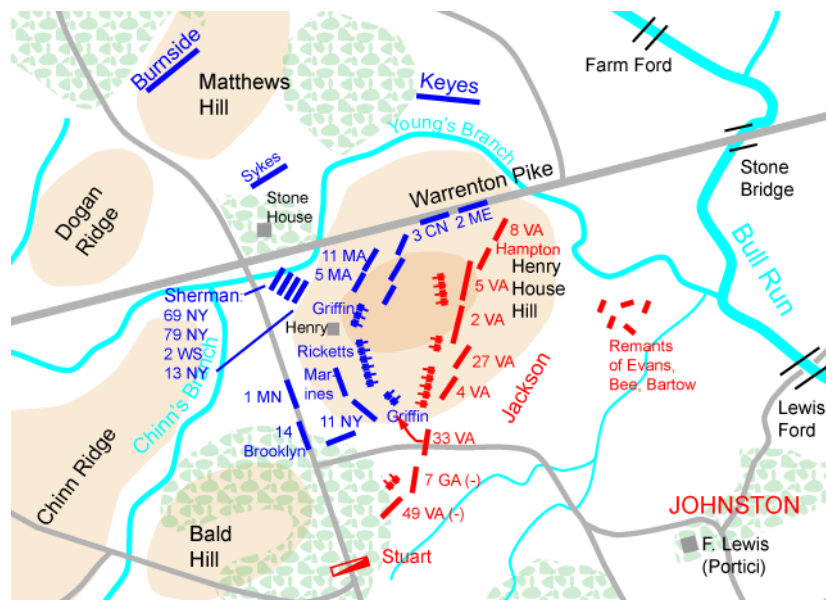 Burnside
Matthews
Hill
Keyes
Farm Ford
Young's Branch
Sykes
Stone
House
Warrenton Pike
Stone
Bridge
Dogan
Ridge
3 CN
2 ME
8 VA
Hampton
11 MA
5 MA
Henry
House
Hill
Bull Run
5 VA
Sherman:
69 NY
79 NY
2 WS
13 NY
Griffin
Henry
2 VA
Remants
of Evans,
Bee, Bartow
Ricketts
27 VA
Mar-
ines
4 VA
Jackson
Chinn's Branch
1 MN
Griffin
Lewis
Ford
14
Brooklyn
11 NY
33 VA
Chinn Ridge
7 GA (-)
49 VA (-)
JOHNSTON
Bald
Hill
F. Lewis
(Portici)
Stuart